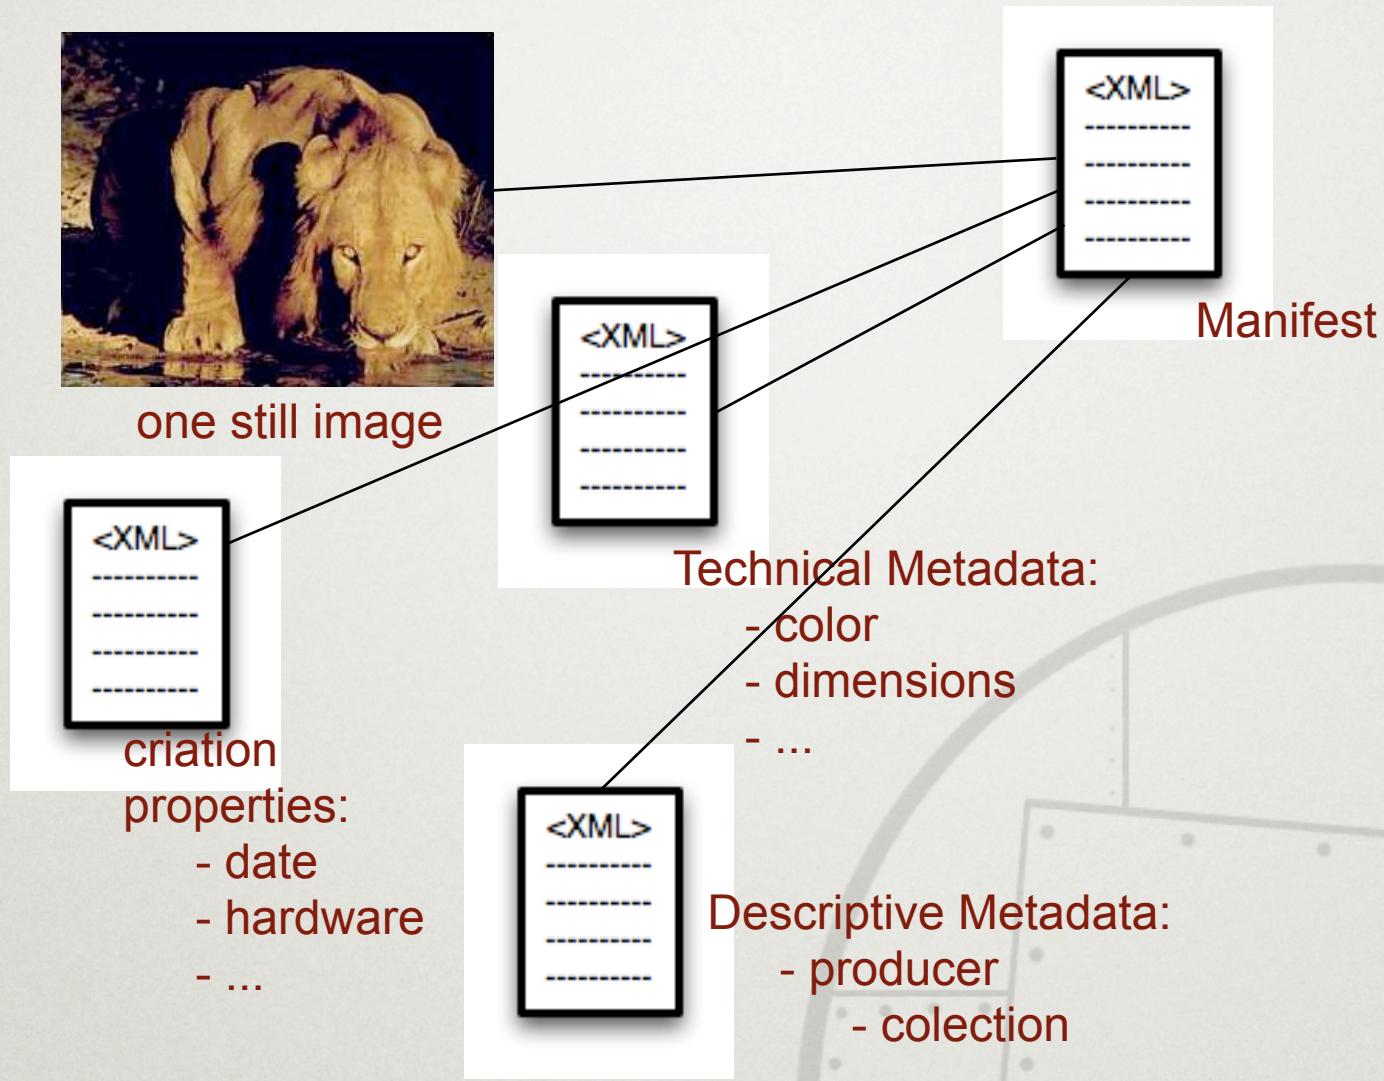 <XML>
----------
----------
----------
----------
Manifest
one still image
<XML>
----------
----------
----------
----------
Technical Metadata:
- color
- dimensions
- ...
<XML>
----------
----------
----------
----------
criation
properties:
- date
- hardware
- ...
<XML>
----------
----------
----------
----------
Descriptive Metadata:
- producer
- colection